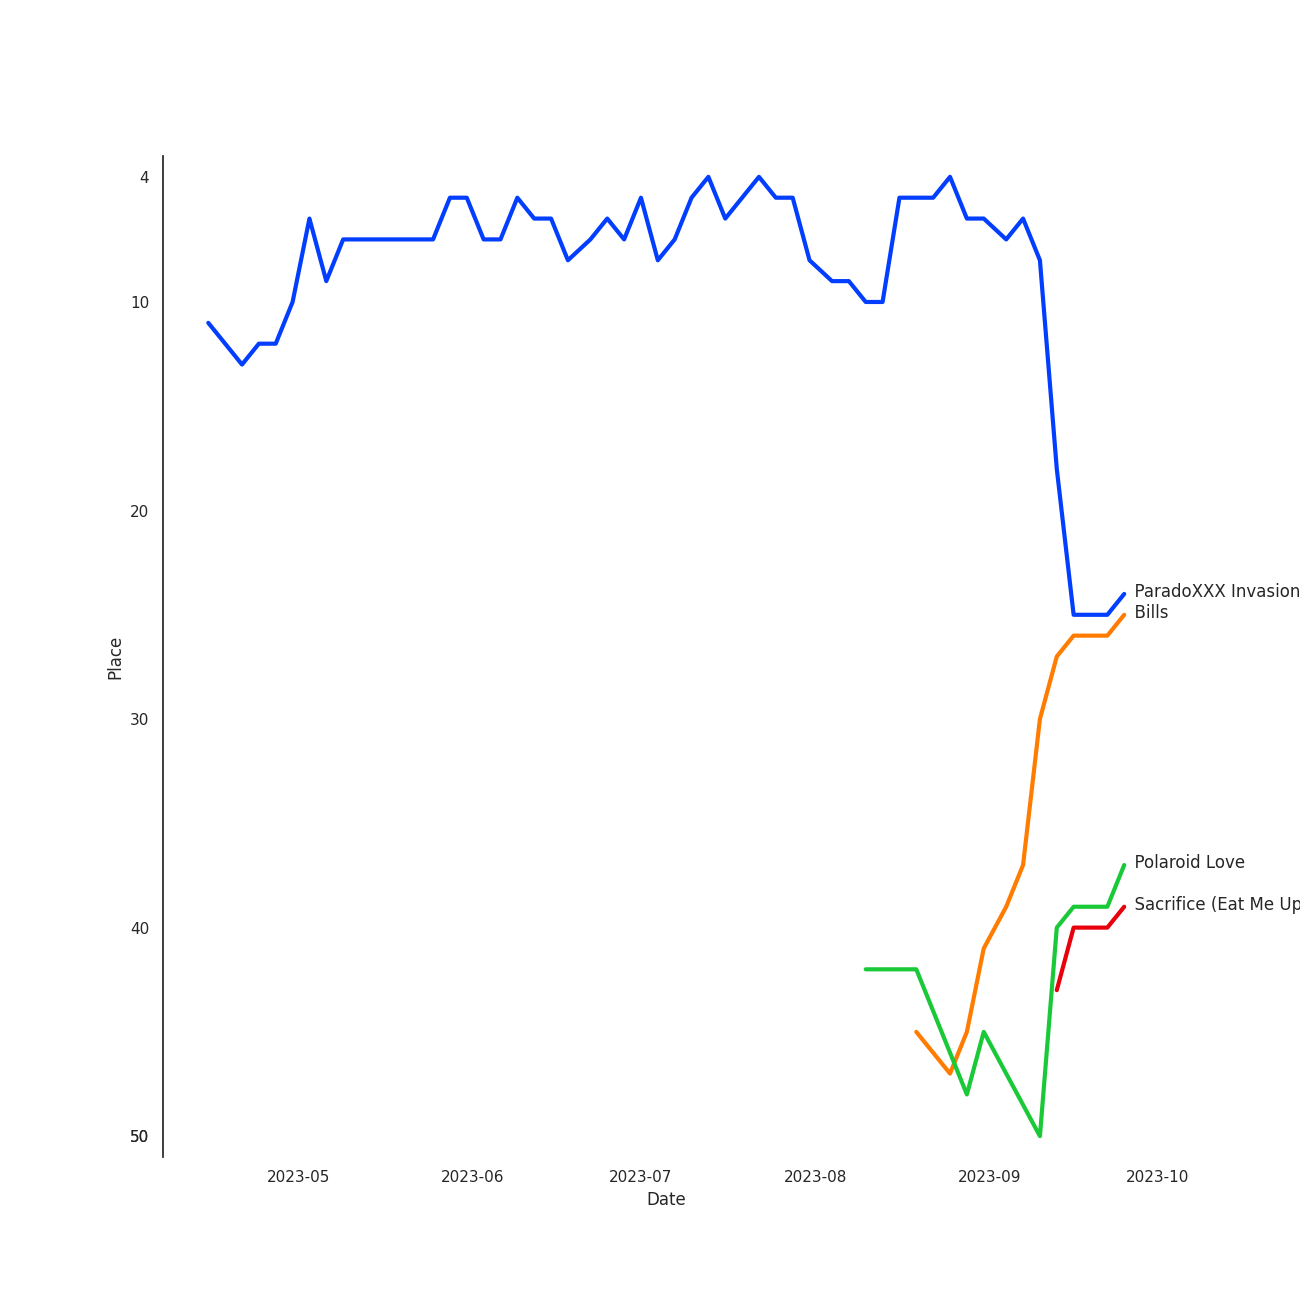 4
10
20
30
40
50
Place
ParadoXXX Invasion
Bills
Polaroid Love
Sacrifice (Eat Me Up
2023-05 2023-06 2023-07 2023-08 2023-09 2023-10
Date